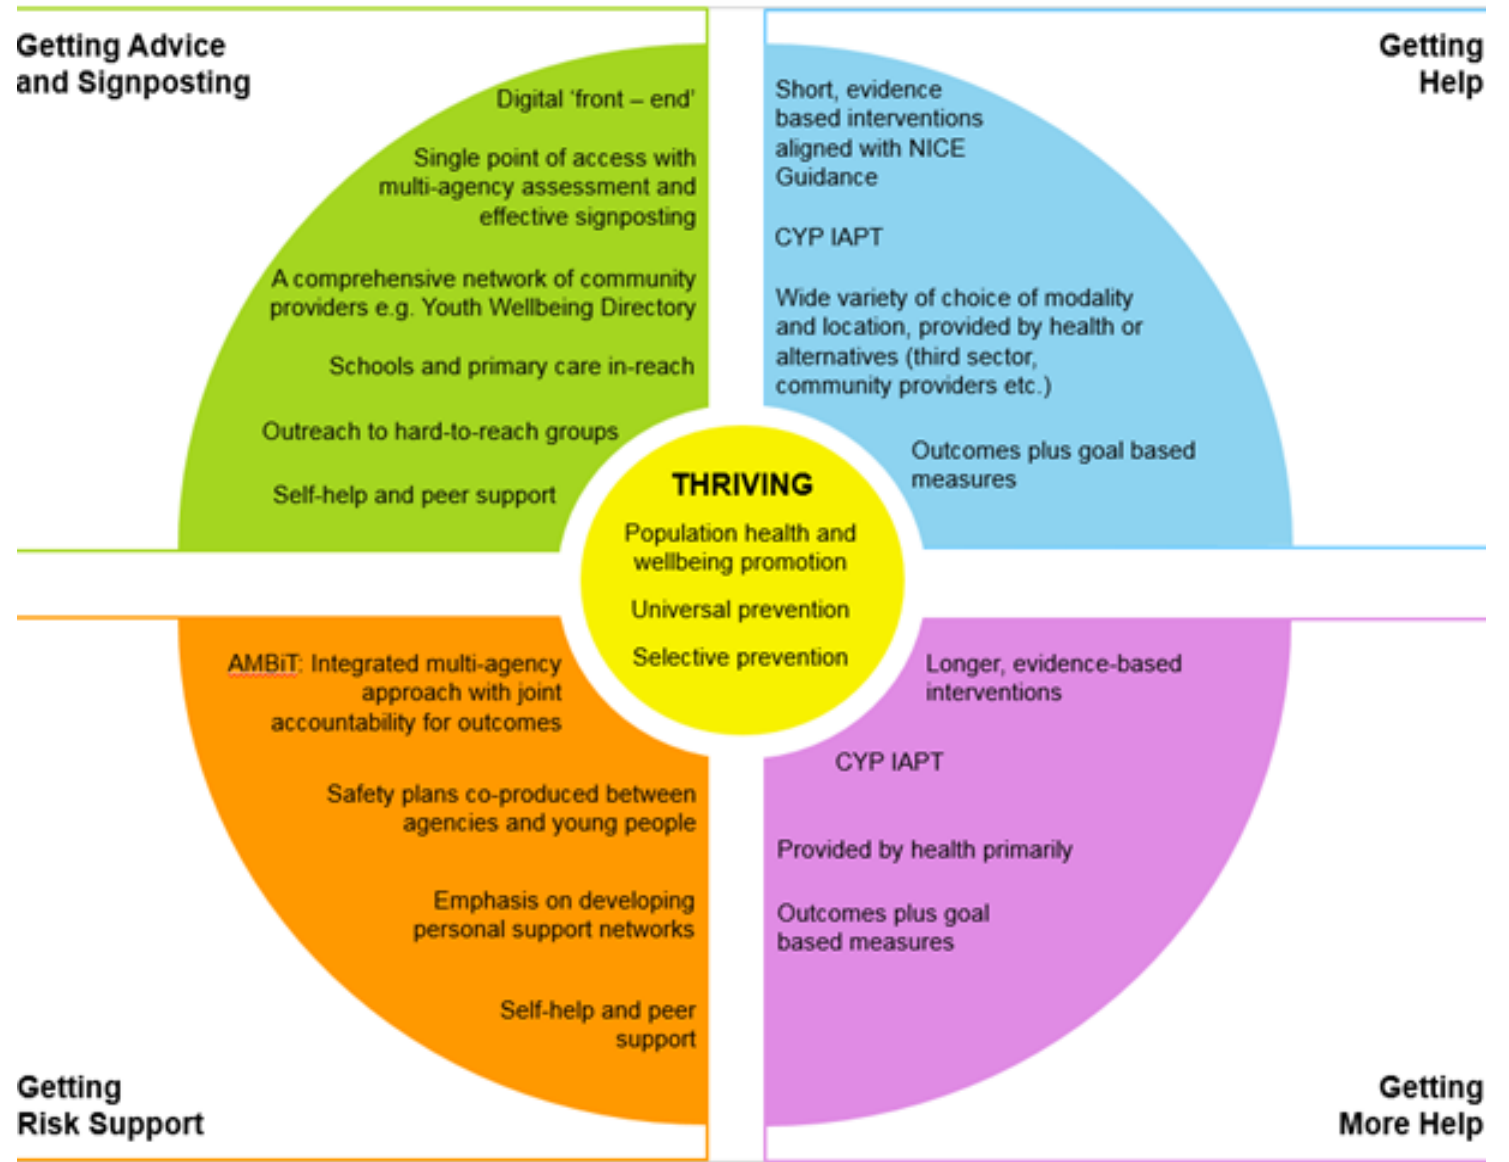 Getting Advice
and Signposting
Digital ‘front – end’
Single point of access with
multi-agency assessment and
effective signposting
A comprehensive network of community
providers e.g. Youth Wellbeing Directory
Schools and primary care in-reach
Outreach to hard-to-reach groups
Self-help and peer support
Getting
Help
Short, evidence
based interventions
aligned with NICE
Guidance
CYP IAPT
Wide variety of choice of modality
and location, provided by health or
alternatives (third sector,
community providers etc.)
Outcomes plus goal based
measures
THRIVING
Population health and
wellbeing promotion
Universal prevention
Selective prevention
AMBiT: Integrated multi-agency
approach with joint
accountability for outcomes
Safety plans co-produced between
agencies and young people
Emphasis on developing
personal support networks
Self-help and peer
support
Getting
Risk Support
Longer, evidence-based
interventions
CYP IAPT
Provided by health primarily
Outcomes plus goal
based measures
Getting
More Help